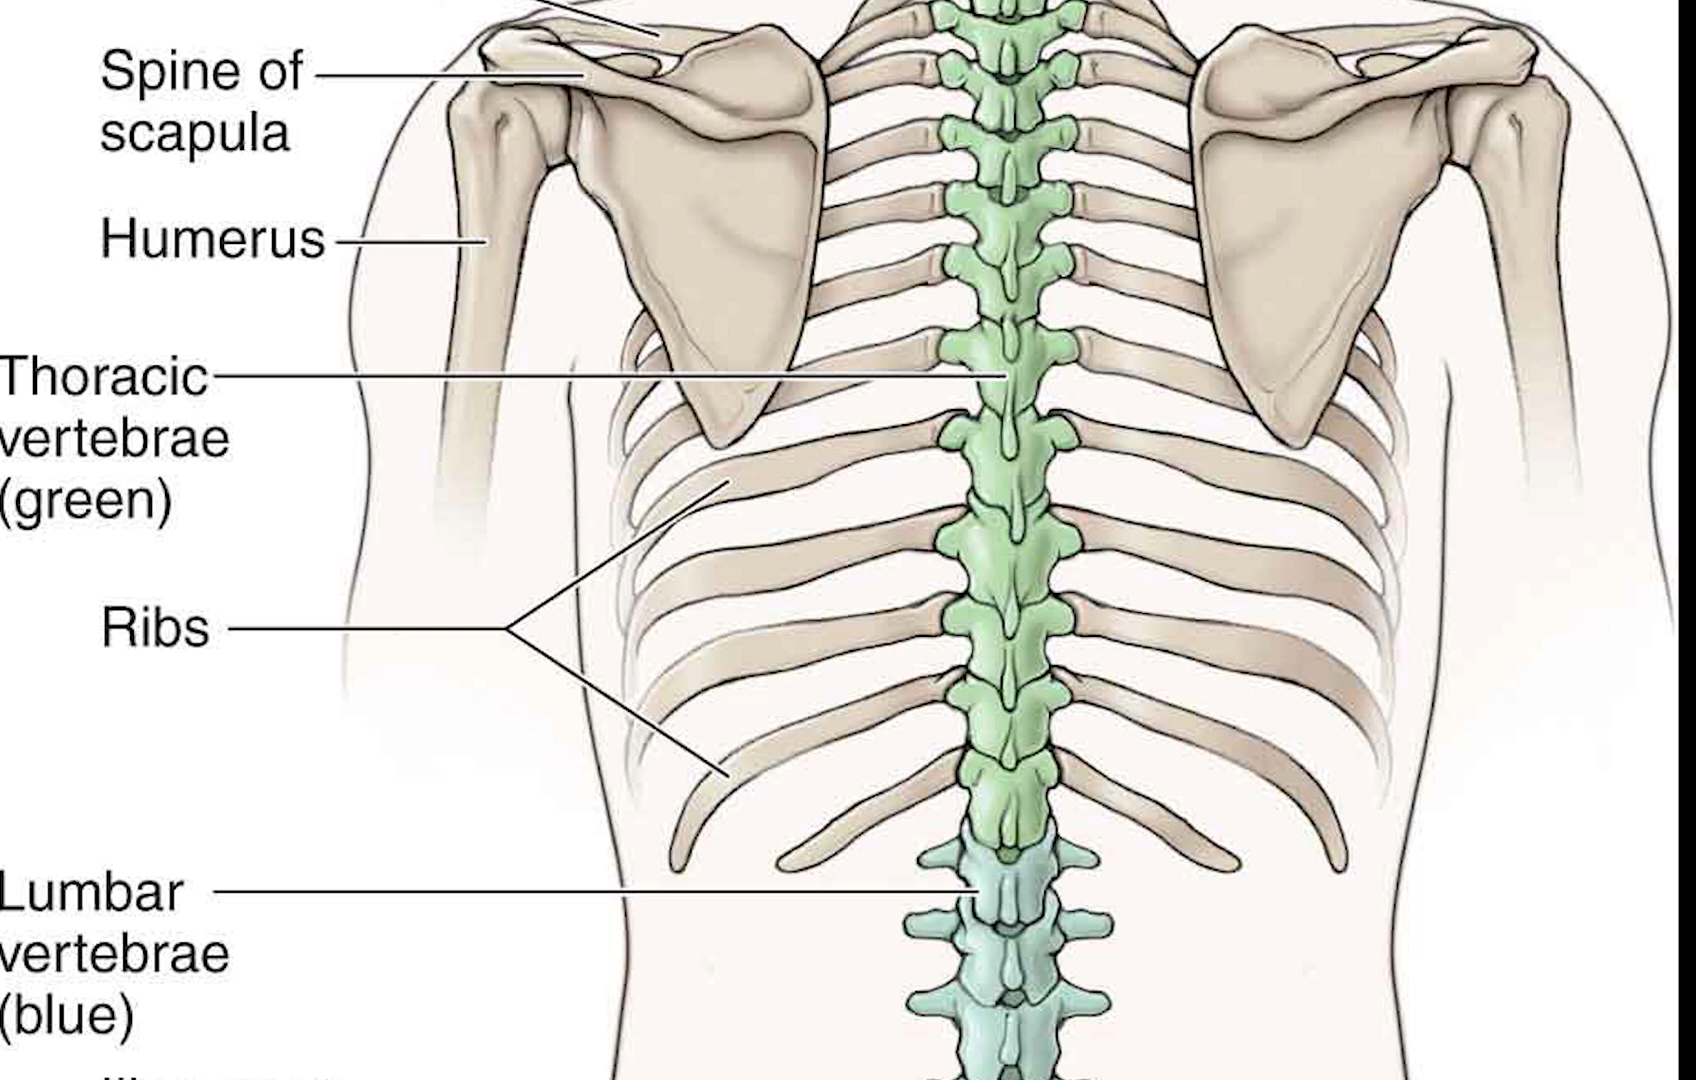 Spine of
scapula
Humerus
Thoracic
vertebrae
(green)
Ribs
Lumbar
vertebrae
(blue)